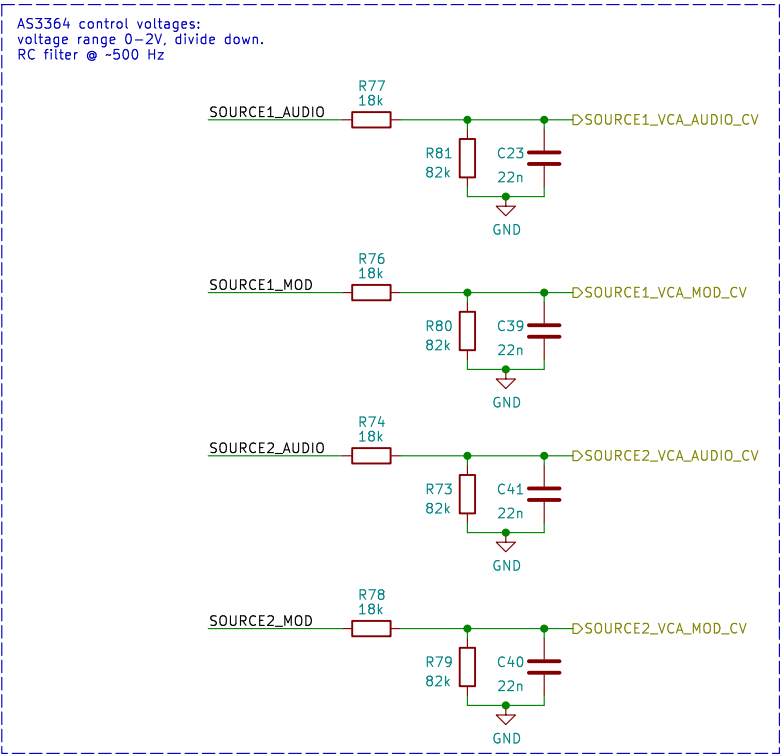 AS3364 control voltages:
voltage range 0-2V, divide down.
RC filter @ ~500 Hz
R77
18k
SOURCE1_AUDIO
SOURCE1_VCA_AUDIO_CV
R81
82k
C23
22n
GND
R76
18k
SOURCE1_MOD
SOURCE1_VCA_MOD_CV
R80
82k
C39
22n
GND
R74
18k
SOURCE2_AUDIO
SOURCE2_VCA_AUDIO_CV
R73
82k
C41
22n
GND
R78
18k
SOURCE2_MOD
SOURCE2_VCA_MOD_CV
R79
82k
C40
22n
GND